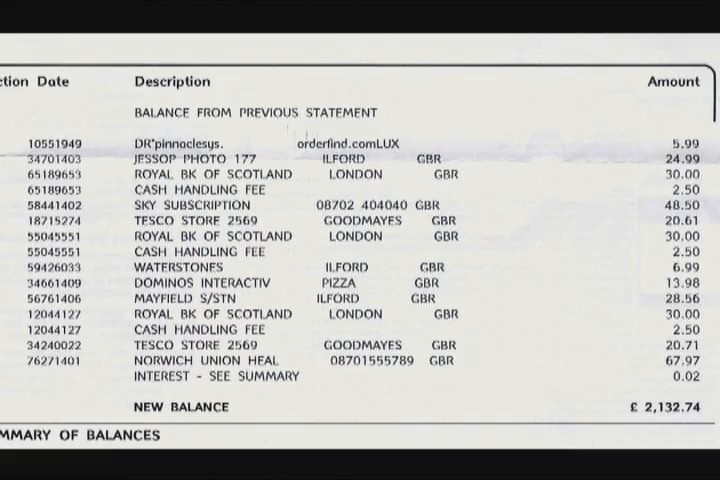 ction Date Description Amount
BALANCE FROM PREVIOUS STATEMENT
10551949 DR*pinnaclesys. orderfind.comLUX 5.99
34701403 JESSOP PHOTO 177 ILFORD GBR 24.99
65189653 ROYAL BK OF SCOTLAND LONDON GBR 30.00
65189653 CASH HANDLING FEE 2.50
58441402 SKY SUBSCRIPTION 08702 404040 GBR 48.50
18715274 TESCO STORE 2569 GOODMAYES GBR 20.61
55045551 ROYAL BK OF SCOTLAND LONDON GBR 30.00
55045551 CASH HANDLING FEE 2.50
59426033 WATERSTONES ILFORD GBR 6.99
34661409 DOMINOS INTERACTIV PIZZA GBR 13.98
56761406 MAYFIELD S/STN ILFORD GBR 28.56
12044127 ROYAL BK OF SCOTLAND LONDON GBR 30.00
12044127 CASH HANDLING FEE 2.50
34240022 TESCO STORE 2569 GOODMAYES GBR 20.71
76271401 NORWICH UNION HEAL 08701555789 GBR 67.97
INTEREST - SEE SUMMARY 0.02
NEW BALANCE £ 2,132.74
MMARY OF BALANCES